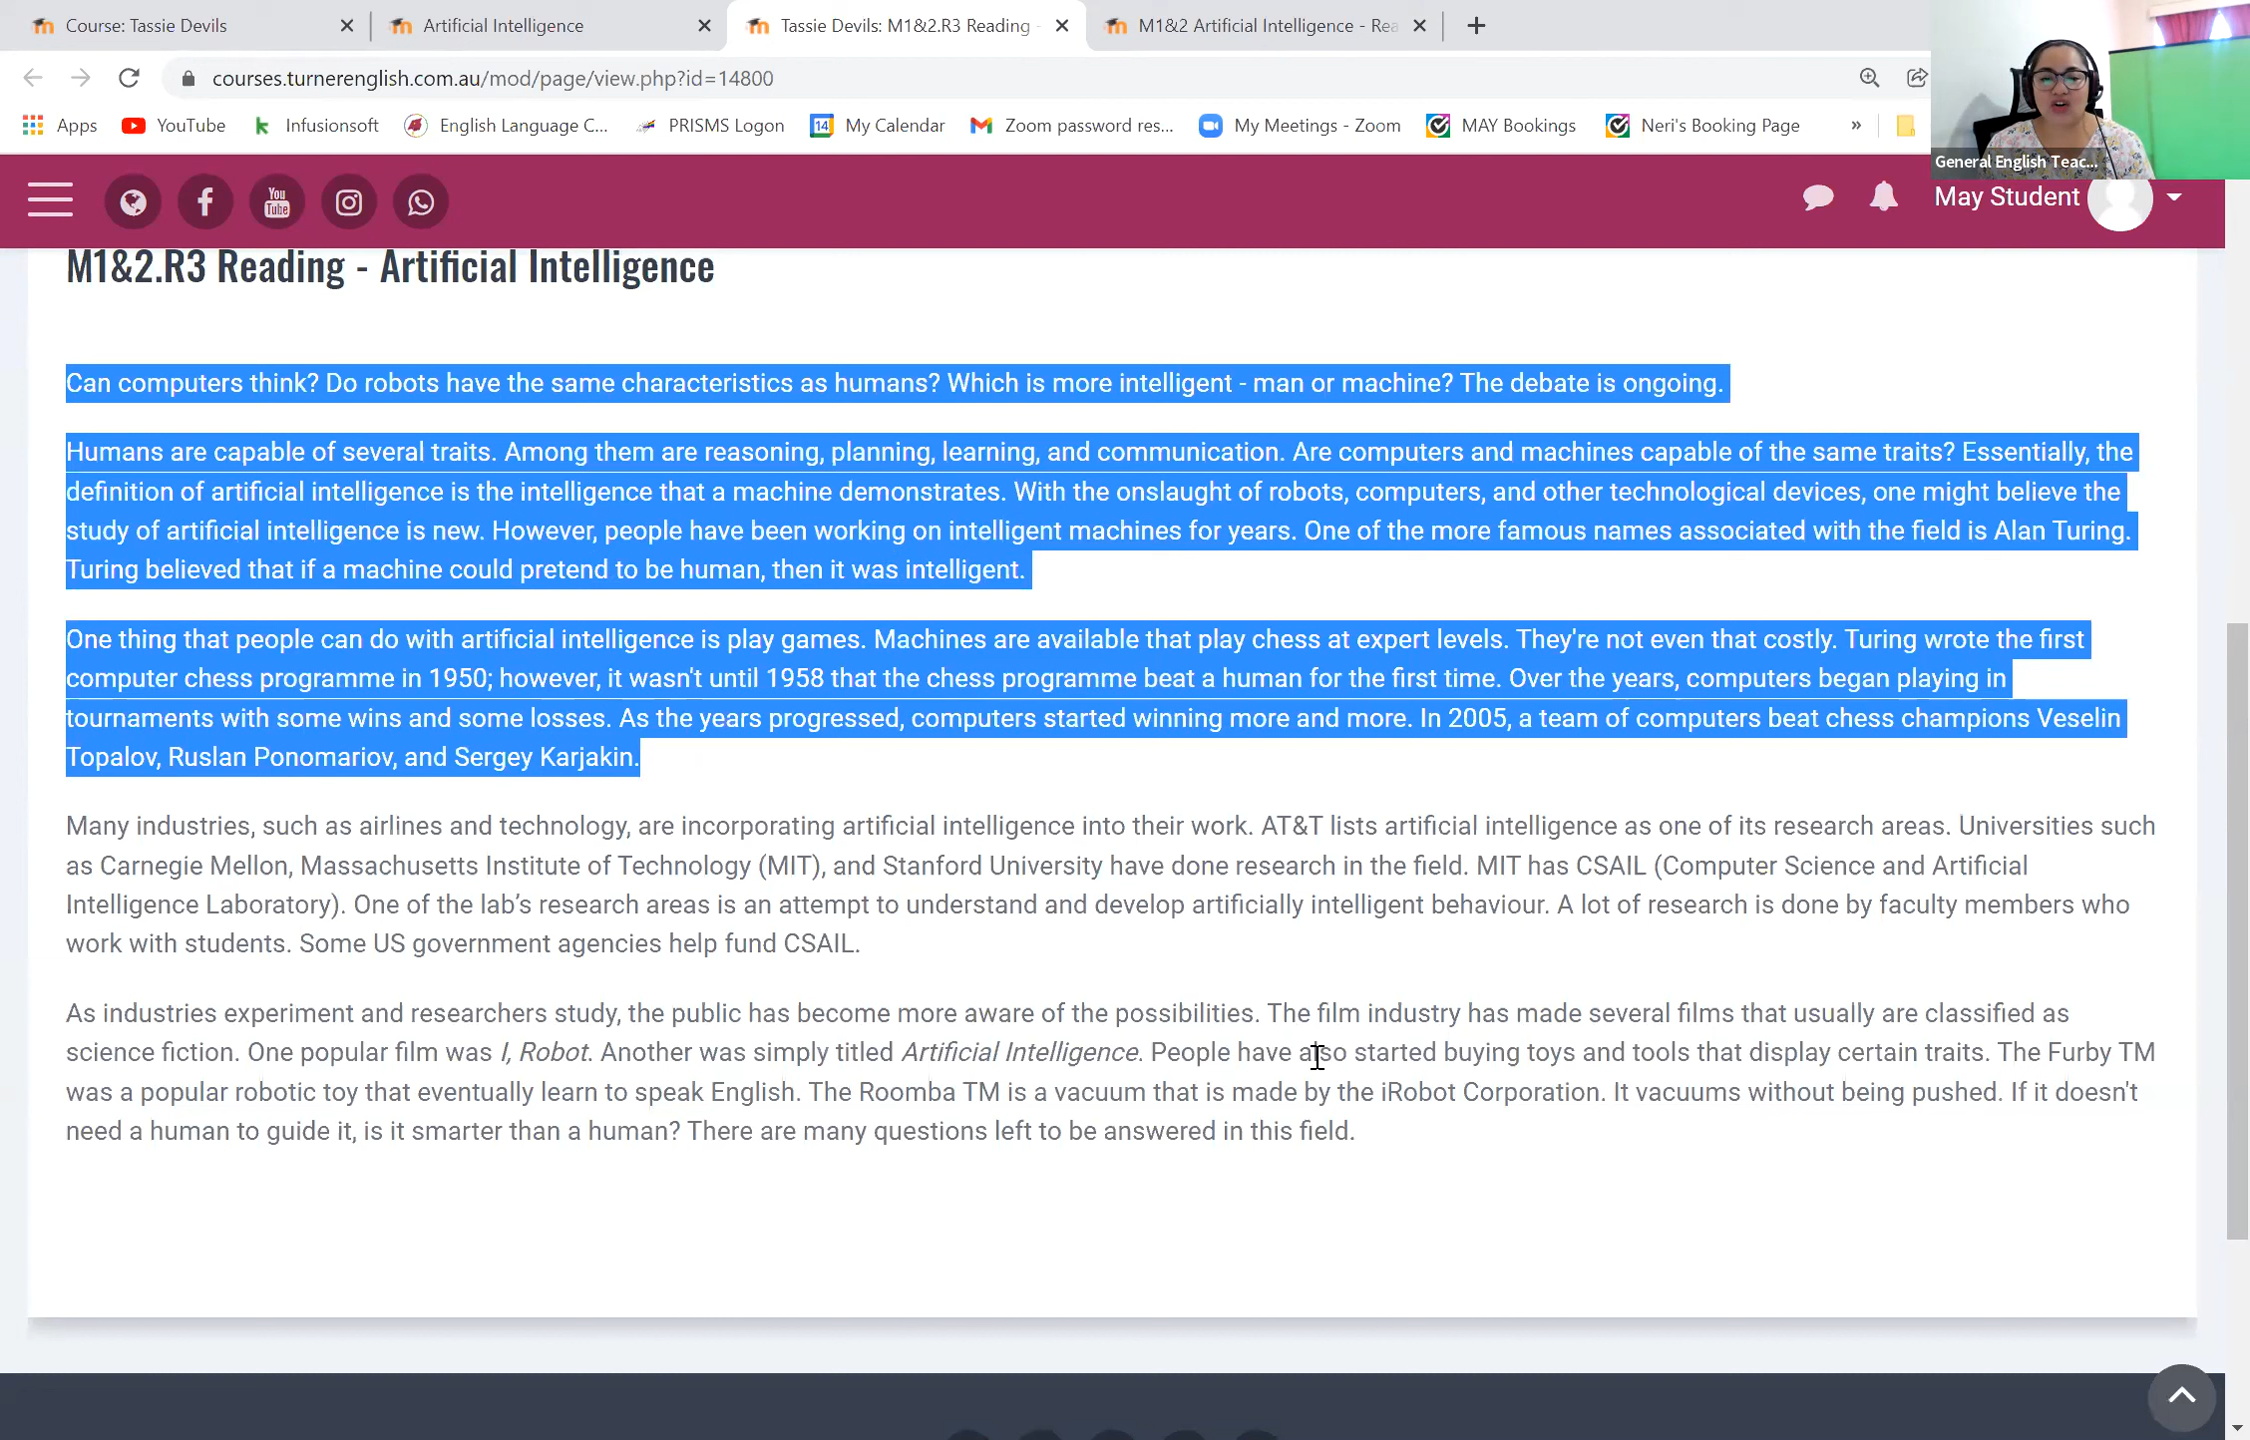 Course: Tassie Devils
Artificial Intelligence
Tassie Devils: M1&2.R3 Reading -
M1&2 Artificial Intelligence - Rea
courses.turnerenglish.com.au/mod/page/view.php?id=14800
Apps
YouTube
Infusionsoft
English Language C...
PRISMS Logon
14
My Calendar
Zoom password res...
My Meetings - Zoom
MAY Bookings
Neri's Booking Page
»
General English Teac...
You
Tube
May Student
M1&2.R3 Reading - Artificial Intelligence
Can computers think? Do robots have the same characteristics as humans? Which is more intelligent - man or machine? The debate is ongoing.
Humans are capable of several traits. Among them are reasoning, planning, learning, and communication. Are computers and machines capable of the same traits? Essentially, the
definition of artificial intelligence is the intelligence that a machine demonstrates. With the onslaught of robots, computers, and other technological devices, one might believe the
study of artificial intelligence is new. However, people have been working on intelligent machines for years. One of the more famous names associated with the field is Alan Turing.
Turing believed that if a machine could pretend to be human, then it was intelligent.
One thing that people can do with artificial intelligence is play games. Machines are available that play chess at expert levels. They're not even that costly. Turing wrote the first
computer chess programme in 1950; however, it wasn't until 1958 that the chess programme beat a human for the first time. Over the years, computers began playing in
tournaments with some wins and some losses. As the years progressed, computers started winning more and more. In 2005, a team of computers beat chess champions Veselin
Topalov, Ruslan Ponomariov, and Sergey Karjakin.
Many industries, such as airlines and technology, are incorporating artificial intelligence into their work. AT&T lists artificial intelligence as one of its research areas. Universities such
as Carnegie Mellon, Massachusetts Institute of Technology (MIT), and Stanford University have done research in the field. MIT has CSAIL (Computer Science and Artificial
Intelligence Laboratory). One of the lab’s research areas is an attempt to understand and develop artificially intelligent behaviour. A lot of research is done by faculty members who
work with students. Some US government agencies help fund CSAIL.
As industries experiment and researchers study, the public has become more aware of the possibilities. The film industry has made several films that usually are classified as
science fiction. One popular film was I, Robot. Another was simply titled Artificial Intelligence. People have also started buying toys and tools that display certain traits. The Furby TM
was a popular robotic toy that eventually learn to speak English. The Roomba TM is a vacuum that is made by the iRobot Corporation. It vacuums without being pushed. If it doesn't
need a human to guide it, is it smarter than a human? There are many questions left to be answered in this field.